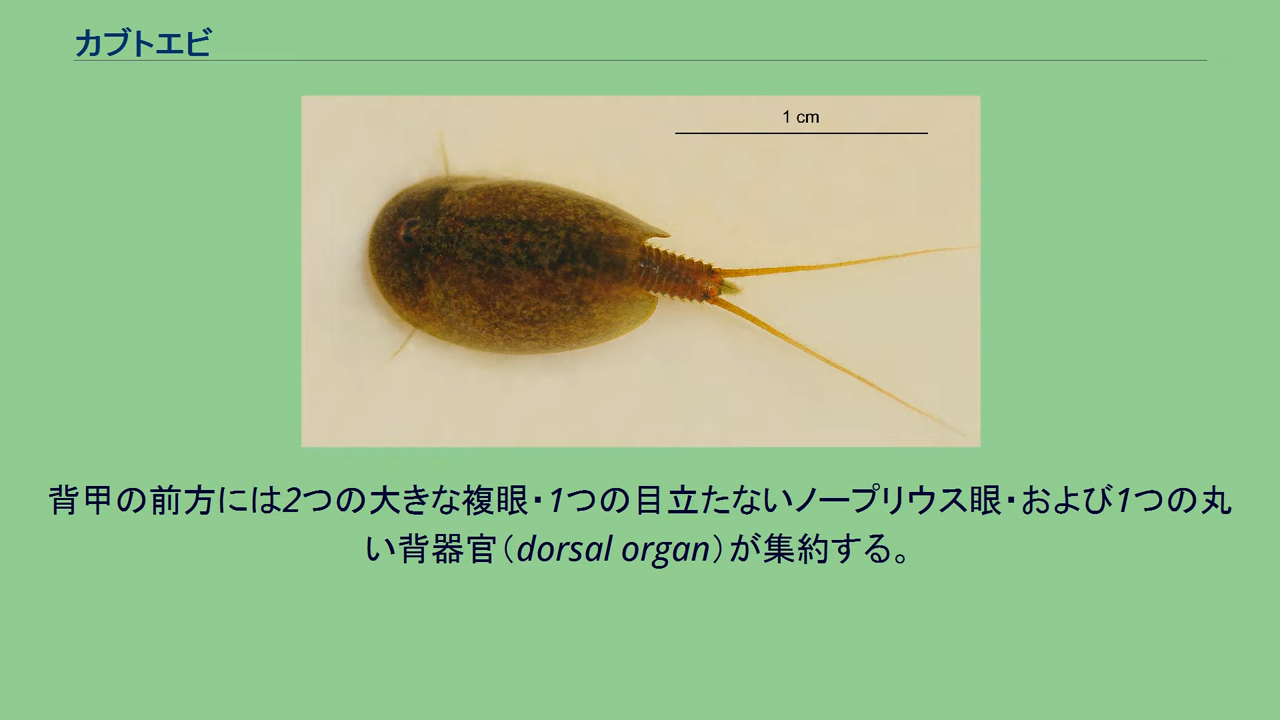 カブトエビ
1 cm
背甲の前方には2つの大きな複眼・1つの目立たないノープリウス眼・および1つの丸
い背器官（dorsal organ）が集約する。